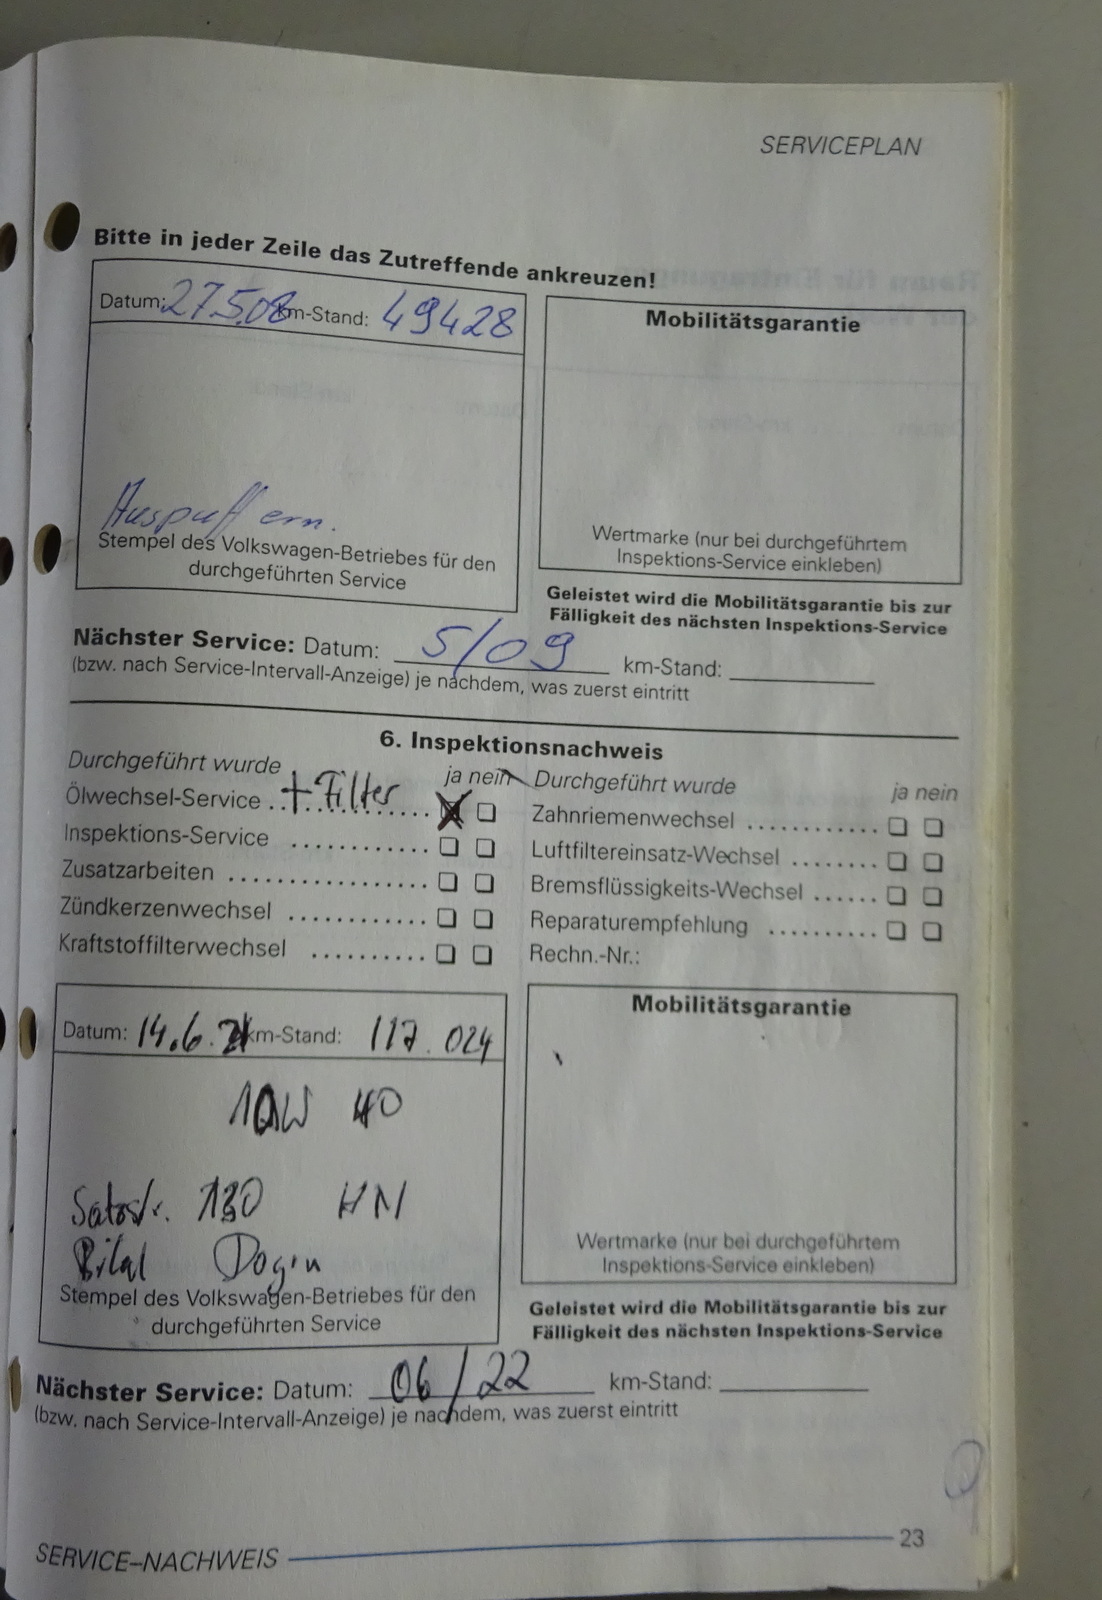 SERVICEPLAN
Bitte in jeder Zeile das Zutreffende ankreuzen!
Datum: 27.5.08 km-Stand: 49428
Mobilitätsgarantie
Auspuff ern.
Stempel des Volkswagen-Betriebes für den
durchgeführten Service
Wertmarke (nur bei durchgeführtem
Inspektions-Service einkleben)
Geleistet wird die Mobilitätsgarantie bis zur
Fälligkeit des nächsten Inspektions-Service
Nächster Service: Datum: 5/09 km-Stand:
(bzw. nach Service-Intervall-Anzeige) je nachdem, was zuerst eintritt
6. Inspektionsnachweis
Durchgeführt wurde ja nein
Ölwechsel-Service + Filter
Inspektions-Service
Zusatzarbeiten
Zündkerzenwechsel
Kraftstoffilterwechsel
Durchgeführt wurde ja nein
Zahnriemenwechsel
Luftfiltereinsatz-Wechsel
Bremsflüssigkeits-Wechsel
Reparaturempfehlung
Rechn.-Nr.:
Datum: 14.6.21 km-Stand: 117.024
10W 40
130 HN
Bilal Dogin
Stempel des Volkswagen-Betriebes für den
durchgeführten Service
Mobilitätsgarantie
Wertmarke (nur bei durchgeführtem
Inspektions-Service einkleben)
Geleistet wird die Mobilitätsgarantie bis zur
Fälligkeit des nächsten Inspektions-Service
Nächster Service: Datum: 06/22 km-Stand:
(bzw. nach Service-Intervall-Anzeige) je nachdem, was zuerst eintritt
SERVICE–NACHWEIS 23